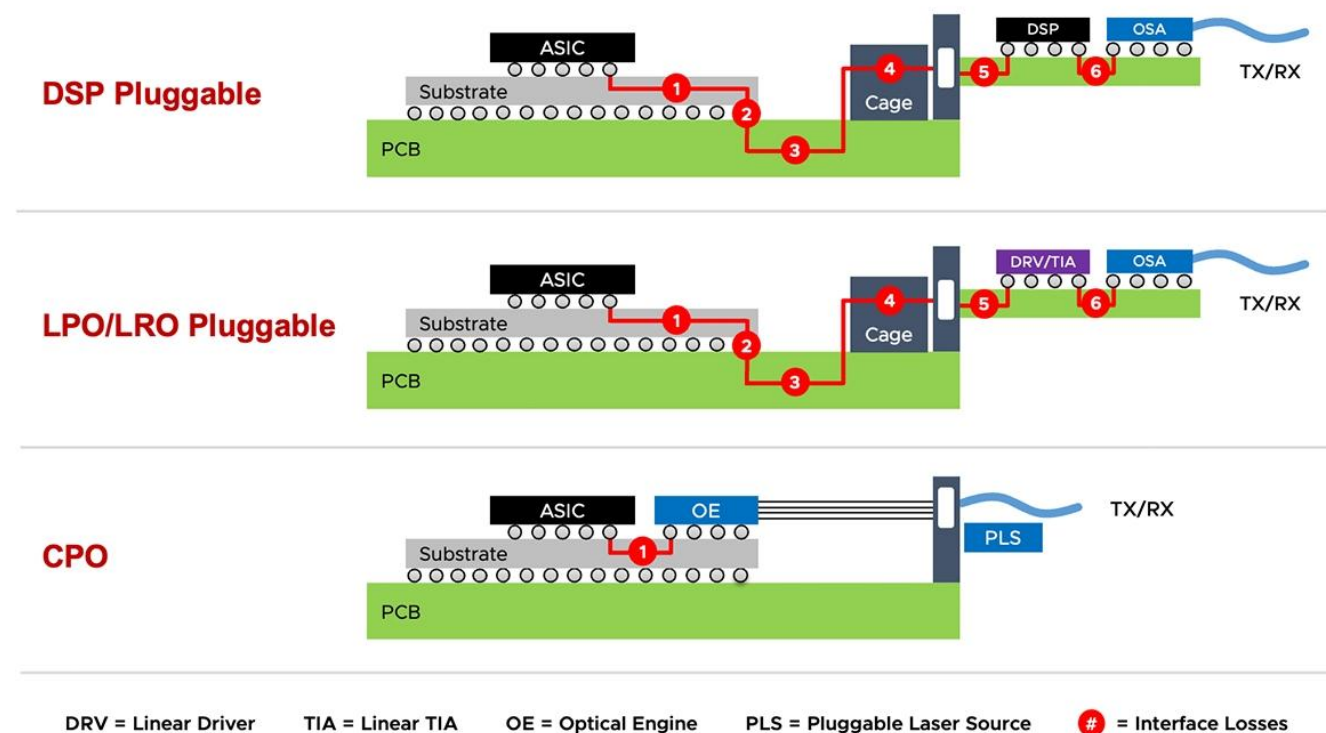 DSP Pluggable
ASIC
Substrate
PCB
1
2
3
4
Cage
5
DSP
6
OSA
TX/RX
LPO/LRO Pluggable
ASIC
Substrate
PCB
1
2
3
4
Cage
5
DRV/TIA
6
OSA
TX/RX
CPO
ASIC
OE
Substrate
1
PCB
TX/RX
PLS
DRV = Linear Driver
TIA = Linear TIA
OE = Optical Engine
PLS = Pluggable Laser Source
# = Interface Losses